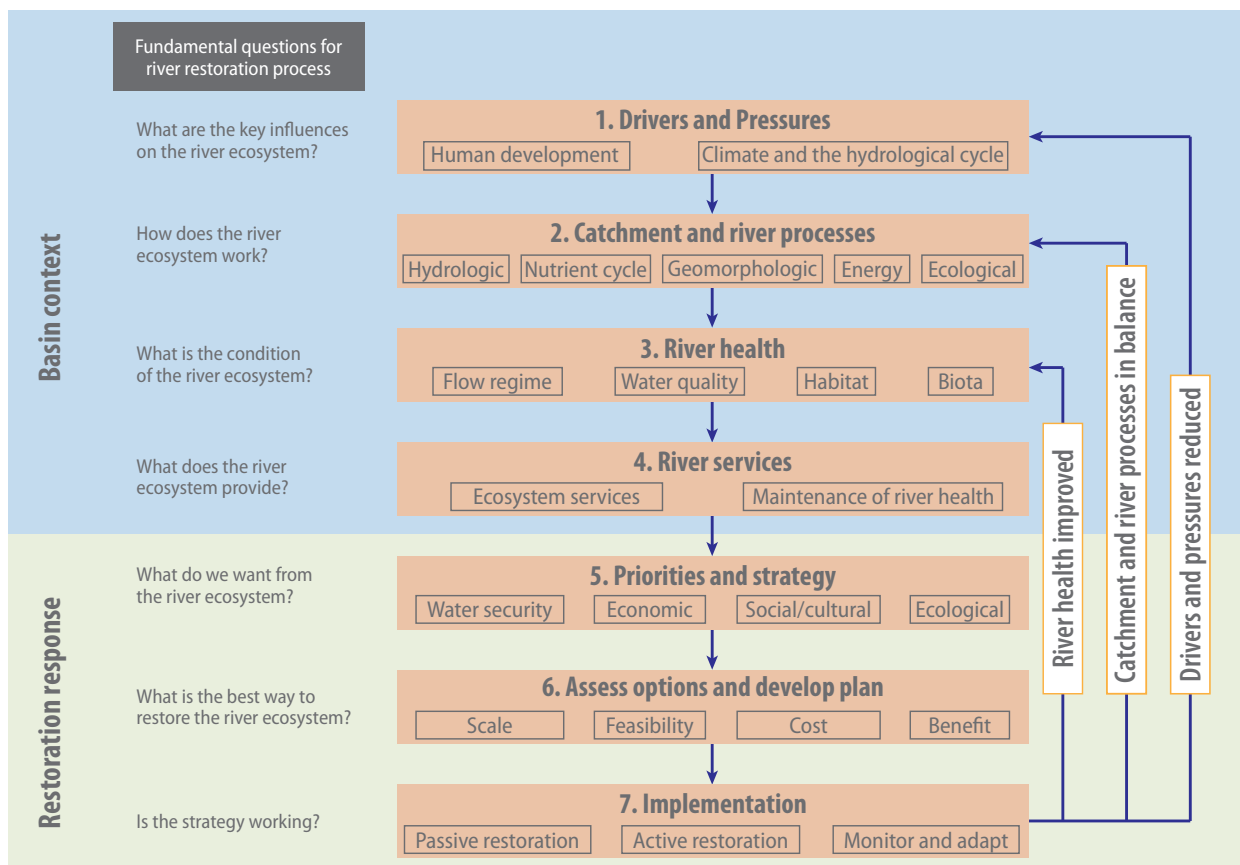 Fundamental questions for
river restoration process
Basin context
What are the key influences
on the river ecosystem?
1. Drivers and Pressures
Human development
Climate and the hydrological cycle
How does the river
ecosystem work?
2. Catchment and river processes
Hydrologic
Nutrient cycle
Geomorphologic
Energy
Ecological
What is the condition
of the river ecosystem?
3. River health
Flow regime
Water quality
Habitat
Biota
What does the river
ecosystem provide?
4. River services
Ecosystem services
Maintenance of river health
Restoration response
What do we want from
the river ecosystem?
5. Priorities and strategy
Water security
Economic
Social/cultural
Ecological
What is the best way to
restore the river ecosystem?
6. Assess options and develop plan
Scale
Feasibility
Cost
Benefit
Is the strategy working?
7. Implementation
Passive restoration
Active restoration
Monitor and adapt
River health improved
Catchment and river processes in balance
Drivers and pressures reduced